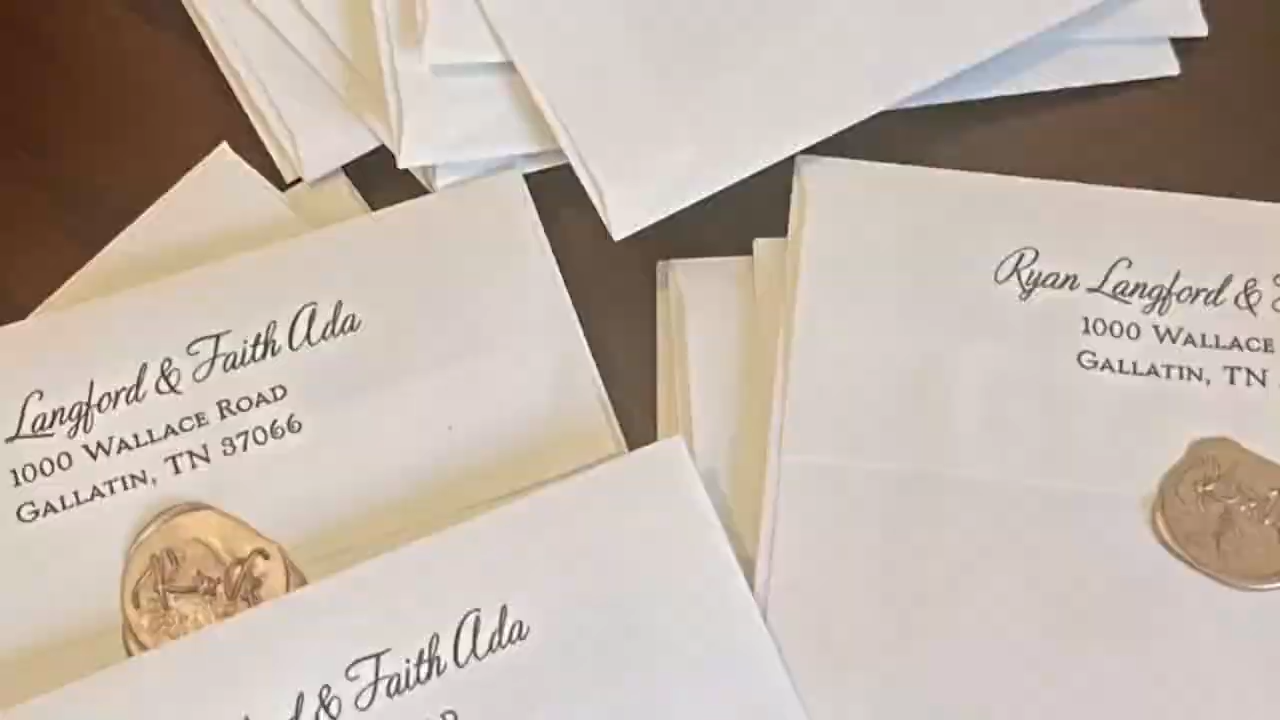 Langford & Faith Ada
1000 Wallace Road
Gallatin, TN 37066
Ryan Langford &
1000 Wallace
Gallatin, TN
& Faith Ada